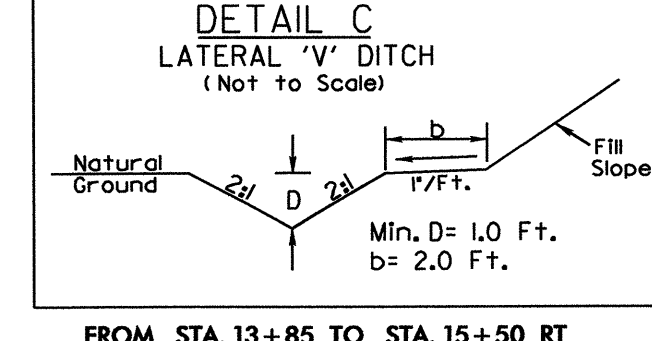 DETAIL C
LATERAL 'V' DITCH
(Not to Scale)
b
Natural
Ground
2:1
D
2:1
1"/Ft.
Fill
Slope
Min. D= 1.0 Ft.
b= 2.0 Ft.
FROM STA. 13+85 TO STA. 15+50 RT